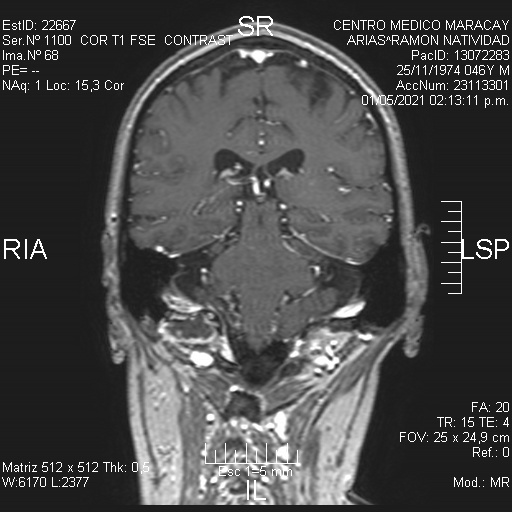 EstID: 22667
Ser.Nº 1100 COR T1 FSE CONTRAST
Ima.Nº 68
PE= --
NAq: 1 Loc: 15,3 Cor
SR
CENTRO MEDICO MARACAY
ARIAS^RAMON NATIVIDAD
PacID: 13072283
25/11/1974 046Y M
AccNum: 23113301
01/05/2021 02:13:11 p.m.
RIA
LSP
FA: 20
TR: 15 TE: 4
FOV: 25 x 24,9 cm
Ref.: 0
Mod.: MR
Matriz 512 x 512 Thk: 0,5
W:6170 L:2377
Esc 1=5 mm
IL